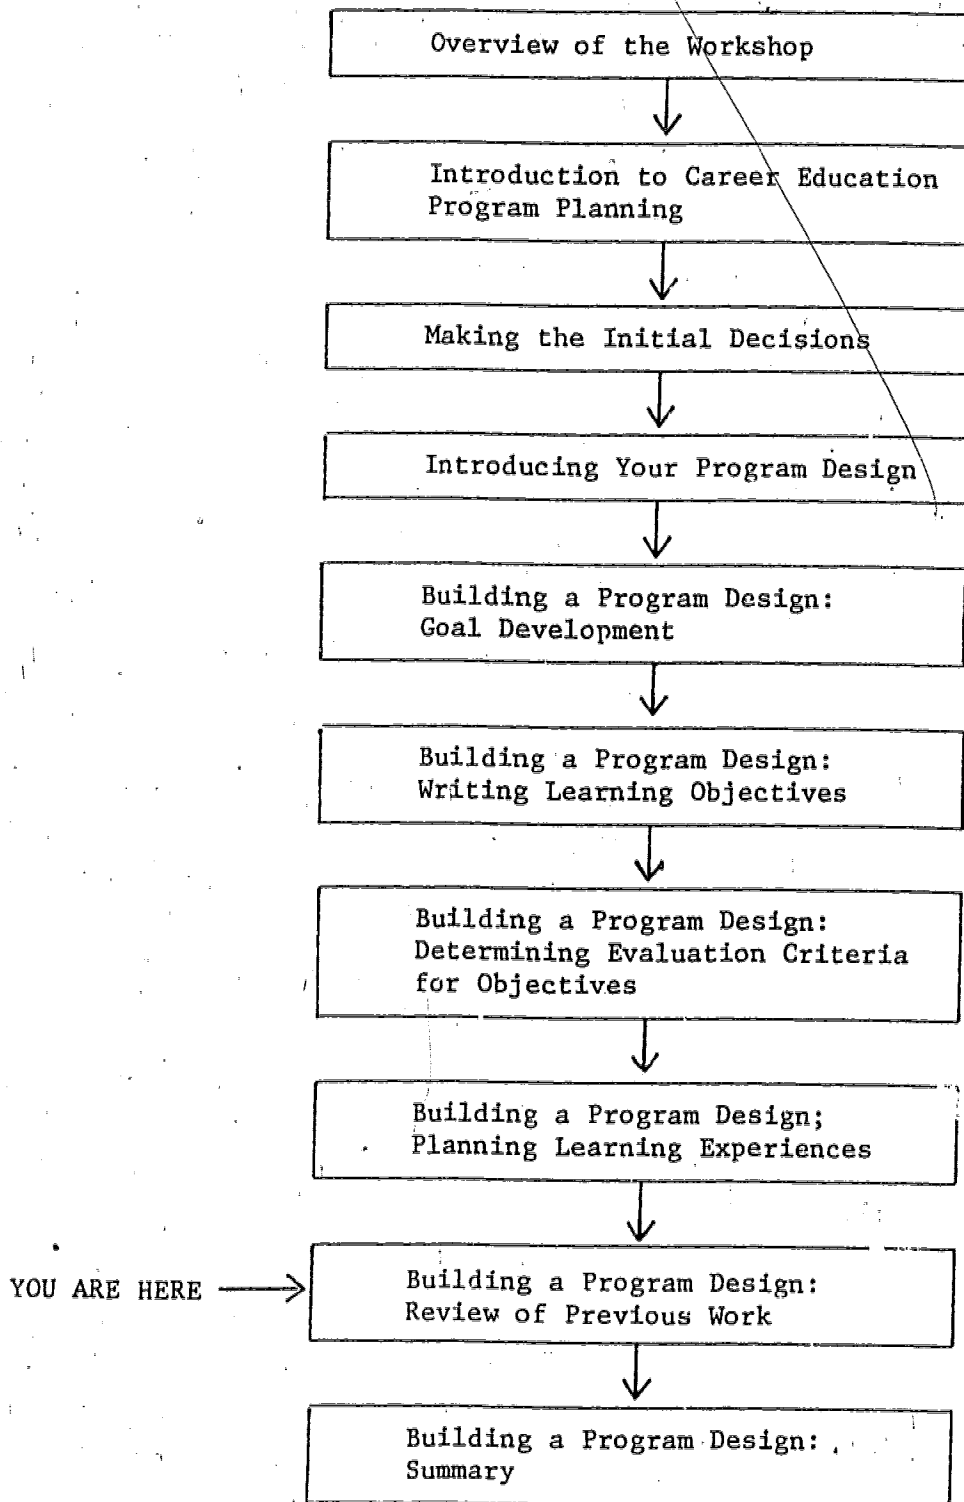 Overview of the Workshop
Introduction to Career Education
Program Planning
Making the Initial Decisions
Introducing Your Program Design
Building a Program Design:
Goal Development
Building a Program Design:
Writing Learning Objectives
Building a Program Design:
Determining Evaluation Criteria
for Objectives
Building a Program Design;
Planning Learning Experiences
YOU ARE HERE
Building a Program Design:
Review of Previous Work
Building a Program Design:
Summary